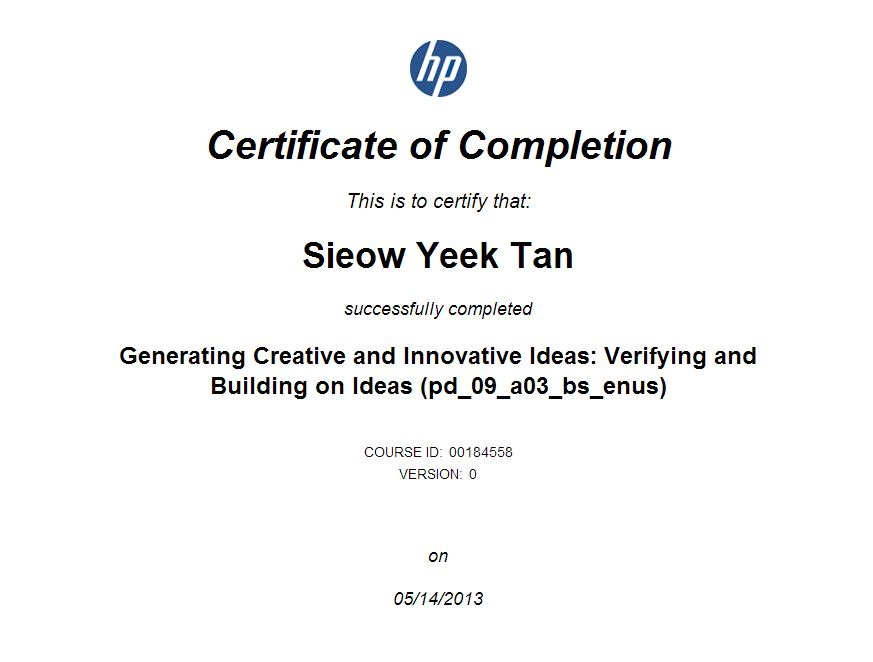 hp
Certificate of Completion
This is to certify that:
Sieow Yeek Tan
successfully completed
Generating Creative and Innovative Ideas: Verifying and
Building on Ideas (pd_09_a03_bs_enus)
COURSE ID: 00184558
VERSION: 0
on
05/14/2013